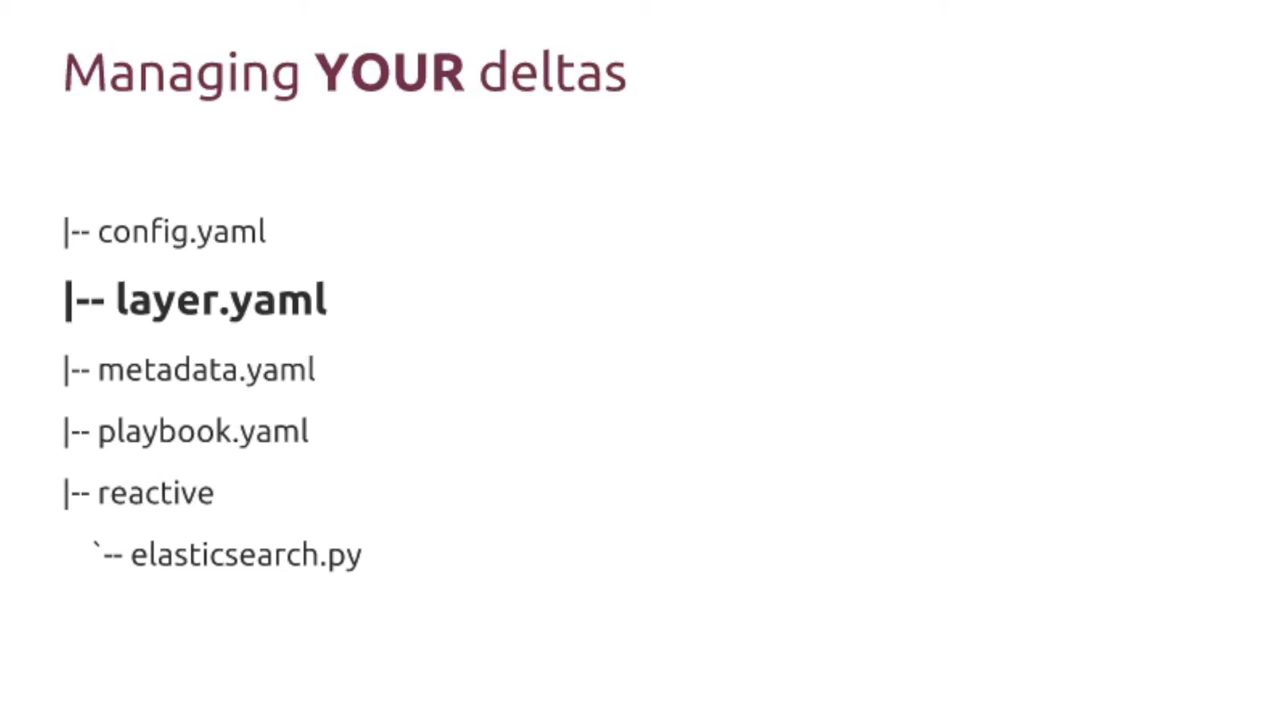 Managing YOUR deltas
|-- config.yaml
|-- layer.yaml
|-- metadata.yaml
|-- playbook.yaml
|-- reactive
`-- elasticsearch.py